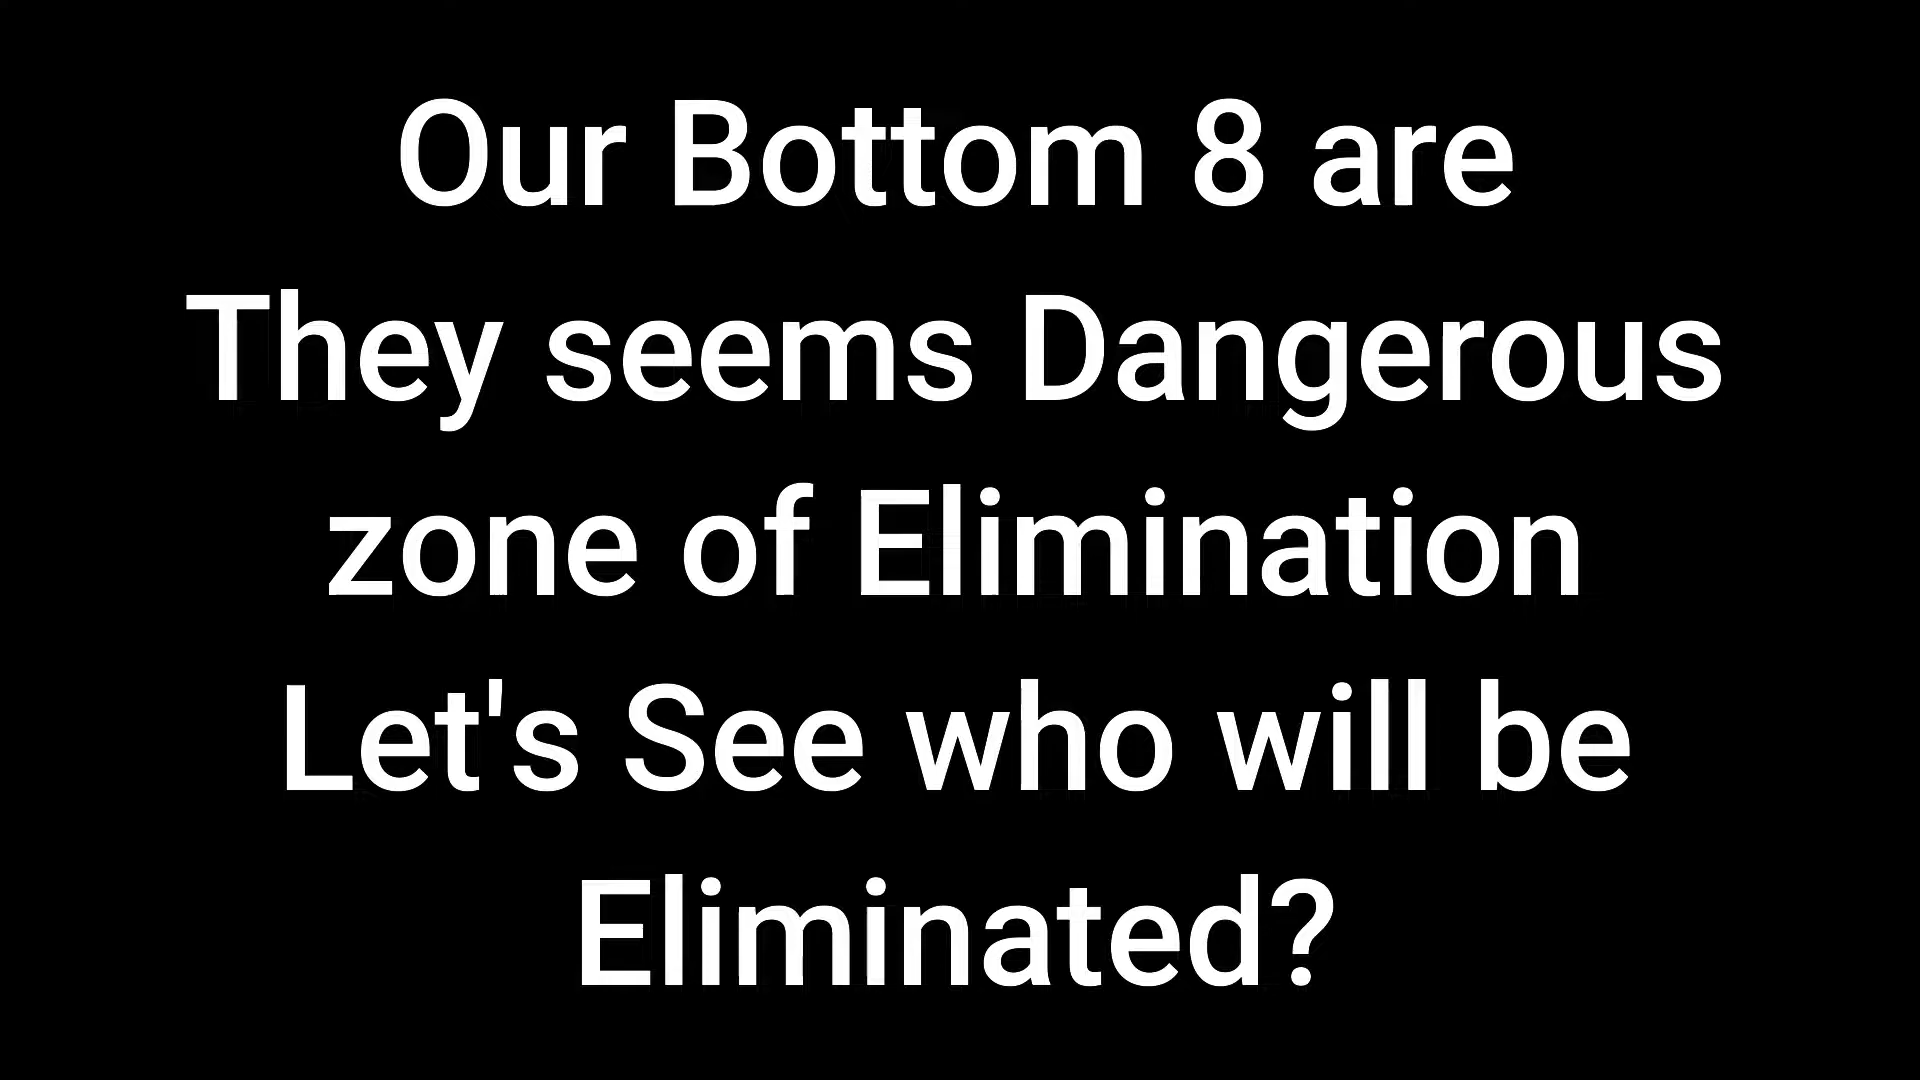 Our Bottom 8 are
They seems Dangerous
zone of Elimination
Let's See who will be
Eliminated?